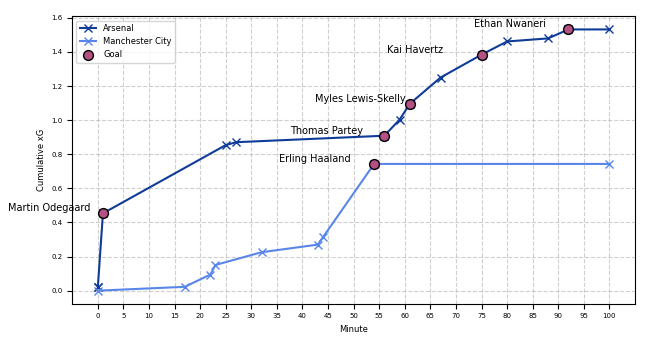 Arsenal
Manchester City
Goal
Ethan Nwaneri
Kai Havertz
Myles Lewis-Skelly
Thomas Partey
Erling Haaland
Martin Odegaard
Cumulative xG
1.6
1.4
1.2
1.0
0.8
0.6
0.4
0.2
0.0
0 5 10 15 20 25 30 35 40 45 50 55 60 65 70 75 80 85 90 95 100
Minute